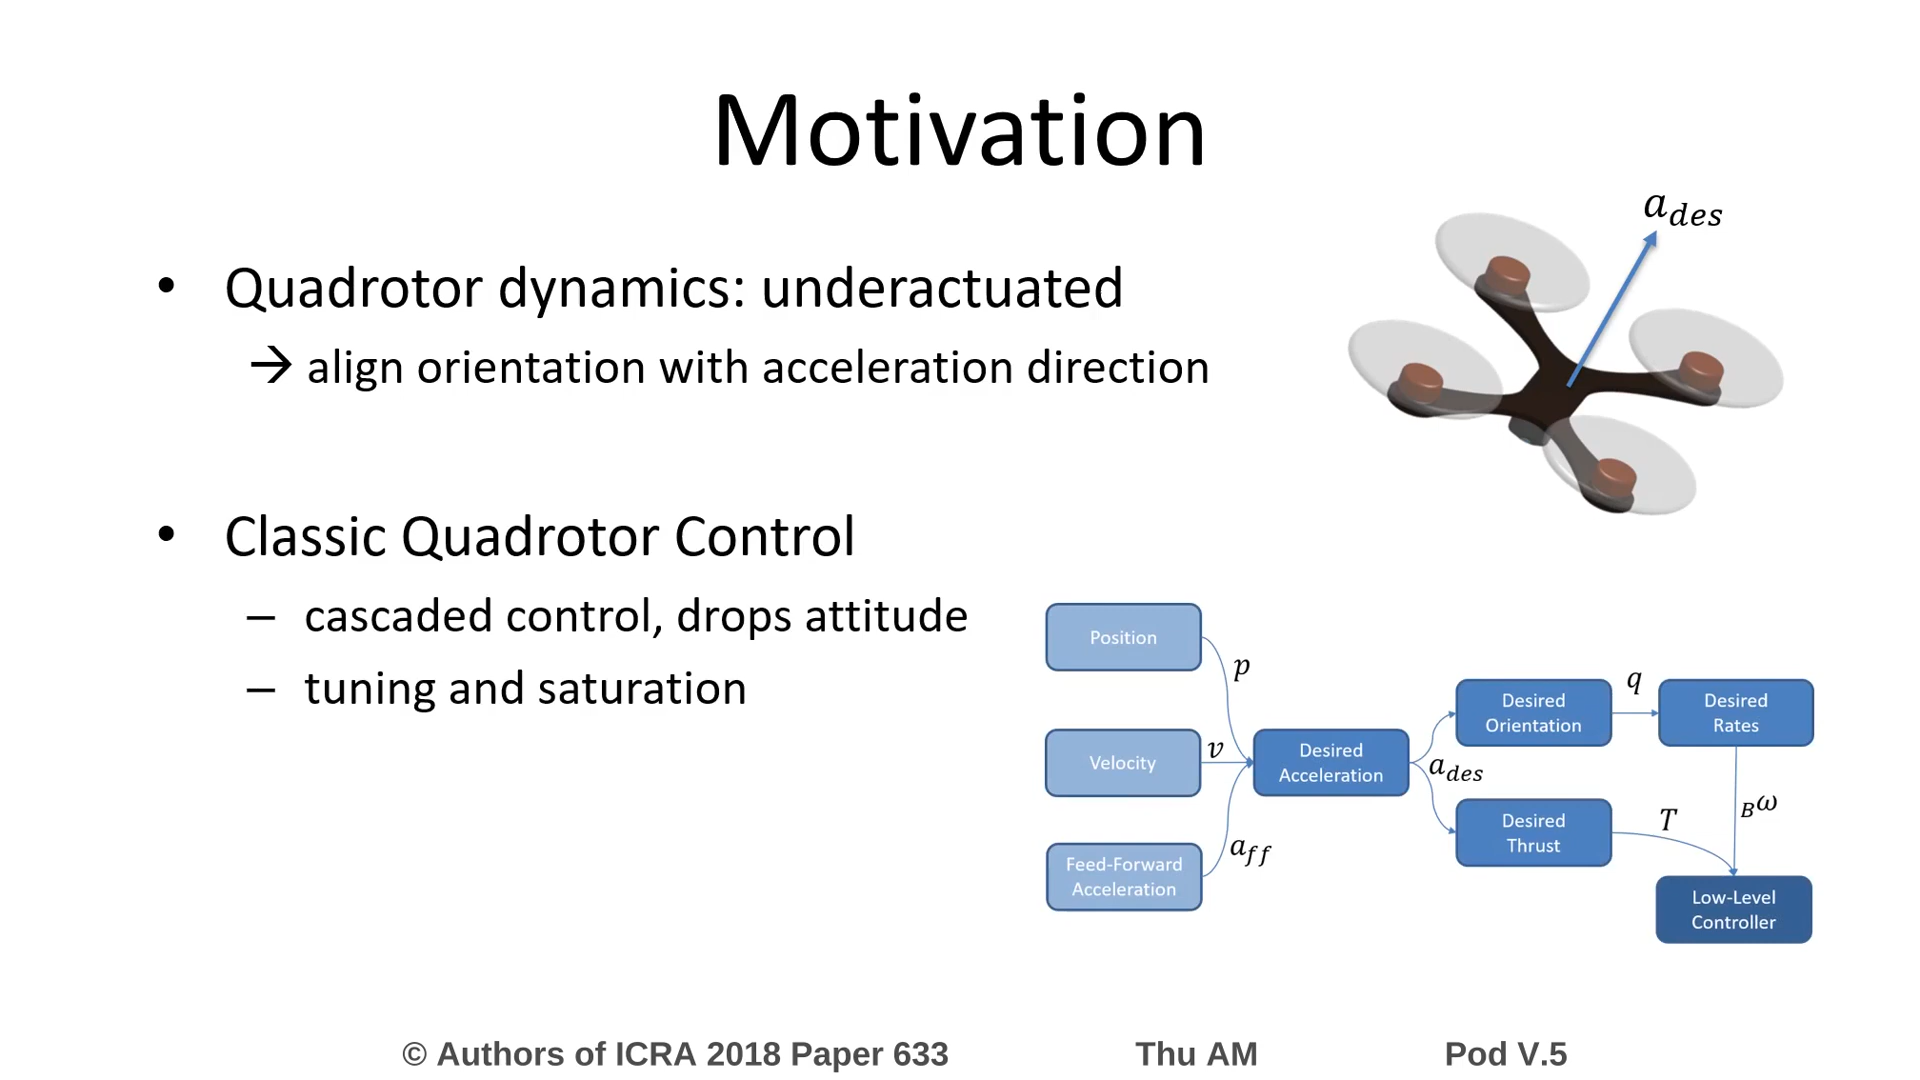 Motivation
• Quadrotor dynamics: underactuated
→ align orientation with acceleration direction
a_des
• Classic Quadrotor Control
– cascaded control, drops attitude
– tuning and saturation
Position
p
Velocity
v
Feed-Forward
Acceleration
a_ff
Desired
Acceleration
a_des
Desired
Orientation
q
Desired
Rates
Desired
Thrust
T
_Bω
Low-Level
Controller
© Authors of ICRA 2018 Paper 633 Thu AM Pod V.5